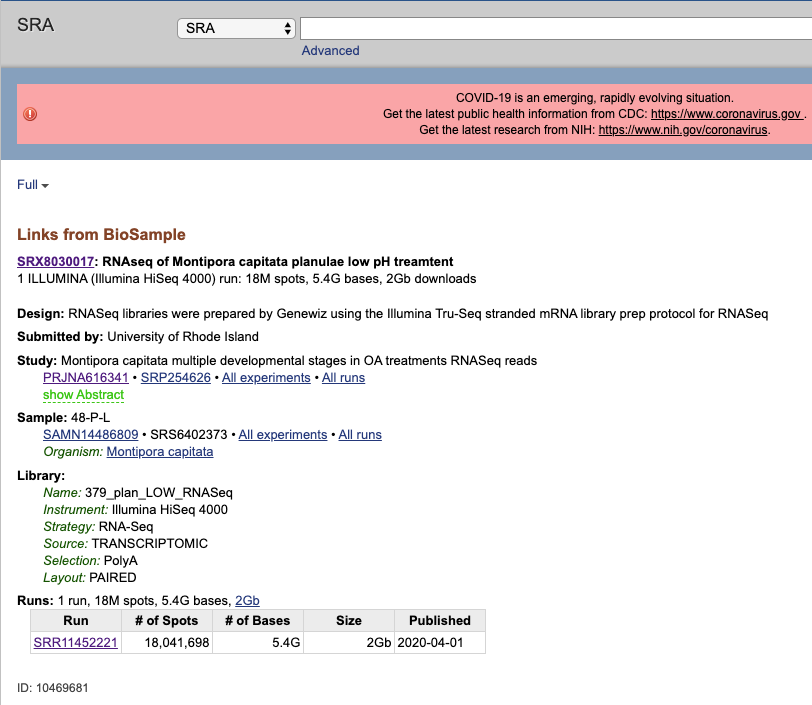 SRA
SRA
Advanced
COVID-19 is an emerging, rapidly evolving situation.
Get the latest public health information from CDC: https://www.coronavirus.gov .
Get the latest research from NIH: https://www.nih.gov/coronavirus.
Full
Links from BioSample
SRX8030017: RNAseq of Montipora capitata planulae low pH treamtent
1 ILLUMINA (Illumina HiSeq 4000) run: 18M spots, 5.4G bases, 2Gb downloads
Design: RNASeq libraries were prepared by Genewiz using the Illumina Tru-Seq stranded mRNA library prep protocol for RNASeq
Submitted by: University of Rhode Island
Study: Montipora capitata multiple developmental stages in OA treatments RNASeq reads
PRJNA616341 • SRP254626 • All experiments • All runs
show Abstract
Sample: 48-P-L
SAMN14486809 • SRS6402373 • All experiments • All runs
Organism: Montipora capitata
Library:
Name: 379_plan_LOW_RNASeq
Instrument: Illumina HiSeq 4000
Strategy: RNA-Seq
Source: TRANSCRIPTOMIC
Selection: PolyA
Layout: PAIRED
Runs: 1 run, 18M spots, 5.4G bases, 2Gb
Run # of Spots # of Bases Size Published
SRR11452221 18,041,698 5.4G 2Gb 2020-04-01
ID: 10469681